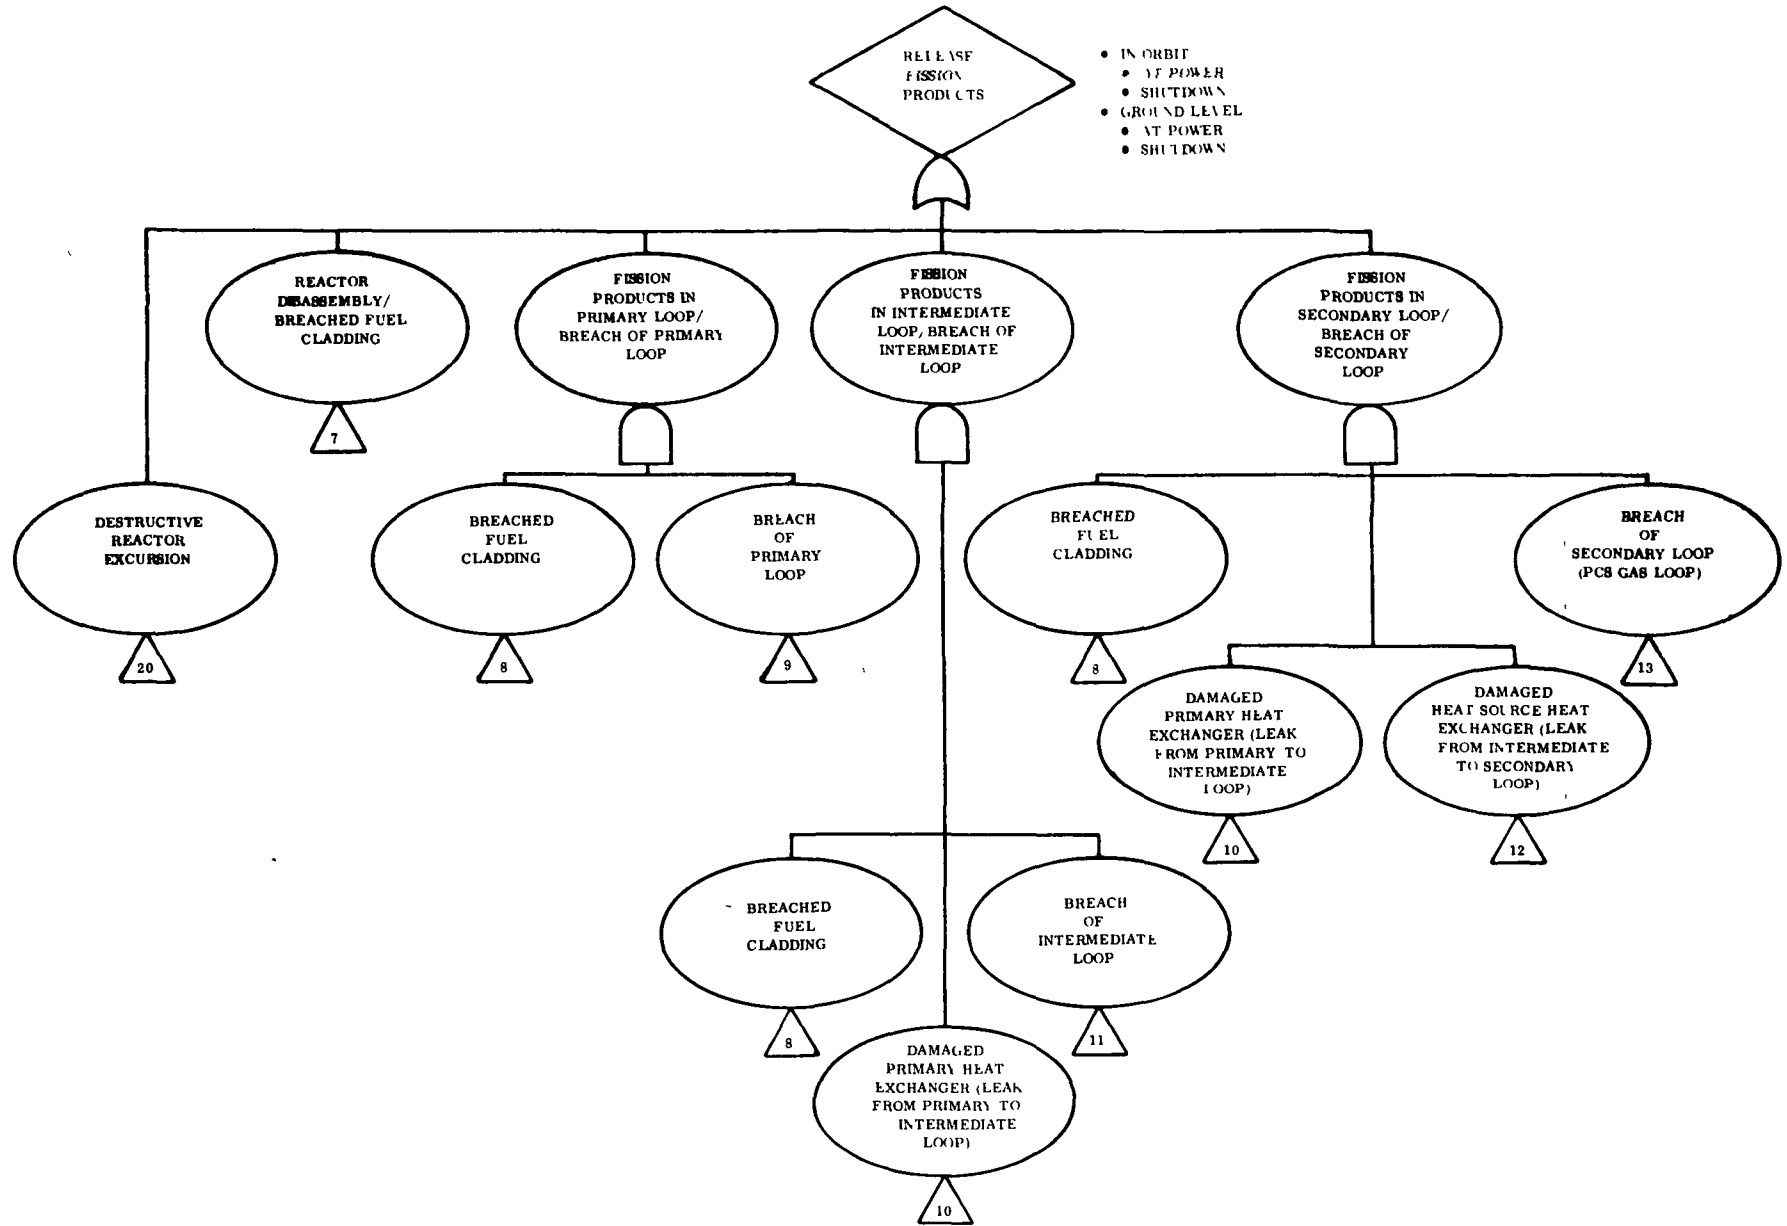 RELEASE
FISSION
PRODUCTS
• IN ORBIT
• AT POWER
• SHUTDOWN
• GROUND LEVEL
• AT POWER
• SHUTDOWN
REACTOR
DISASSEMBLY/
BREACHED FUEL
CLADDING
7
FISSION
PRODUCTS IN
PRIMARY LOOP/
BREACH OF PRIMARY
LOOP
FISSION
PRODUCTS
IN INTERMEDIATE
LOOP/BREACH OF
INTERMEDIATE
LOOP
FISSION
PRODUCTS IN
SECONDARY LOOP/
BREACH OF
SECONDARY
LOOP
DESTRUCTIVE
REACTOR
EXCURSION
20
BREACHED
FUEL
CLADDING
8
BREACH
OF
PRIMARY
LOOP
9
BREACHED
FUEL
CLADDING
8
BREACH
OF
SECONDARY LOOP
(PCS GAS LOOP)
13
DAMAGED
PRIMARY HEAT
EXCHANGER (LEAK
FROM PRIMARY TO
INTERMEDIATE
LOOP)
10
DAMAGED
HEAT SOURCE HEAT
EXCHANGER (LEAK
FROM INTERMEDIATE
TO SECONDARY
LOOP)
12
BREACHED
FUEL
CLADDING
8
BREACH
OF
INTERMEDIATE
LOOP
11
DAMAGED
PRIMARY HEAT
EXCHANGER (LEAK
FROM PRIMARY TO
INTERMEDIATE
LOOP)
10